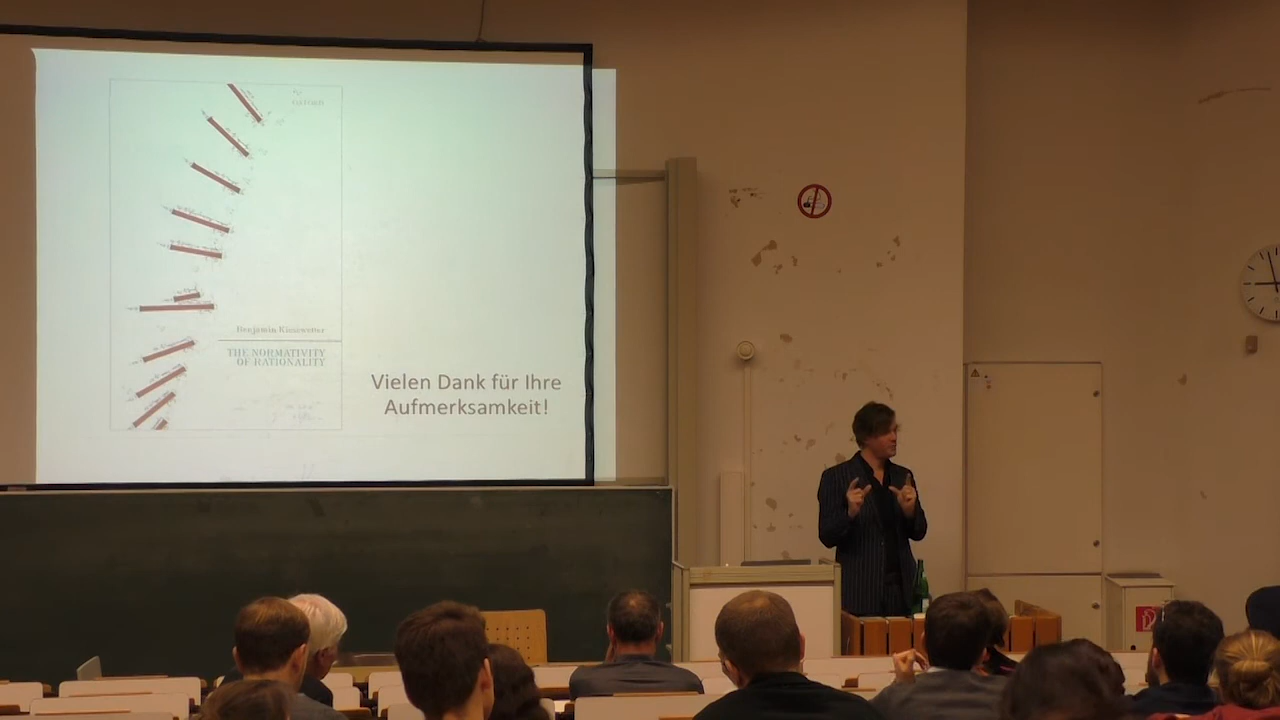 OXFORD
Benjamin Kiesewetter
THE NORMATIVITY
OF RATIONALITY
Vielen Dank für Ihre
Aufmerksamkeit!